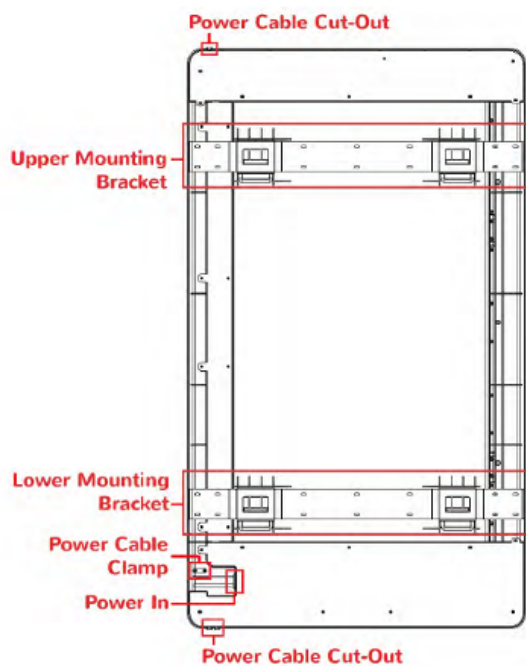 Power Cable Cut-Out
Upper Mounting
Bracket
Lower Mounting
Bracket
Power Cable
Clamp
Power In
Power Cable Cut-Out